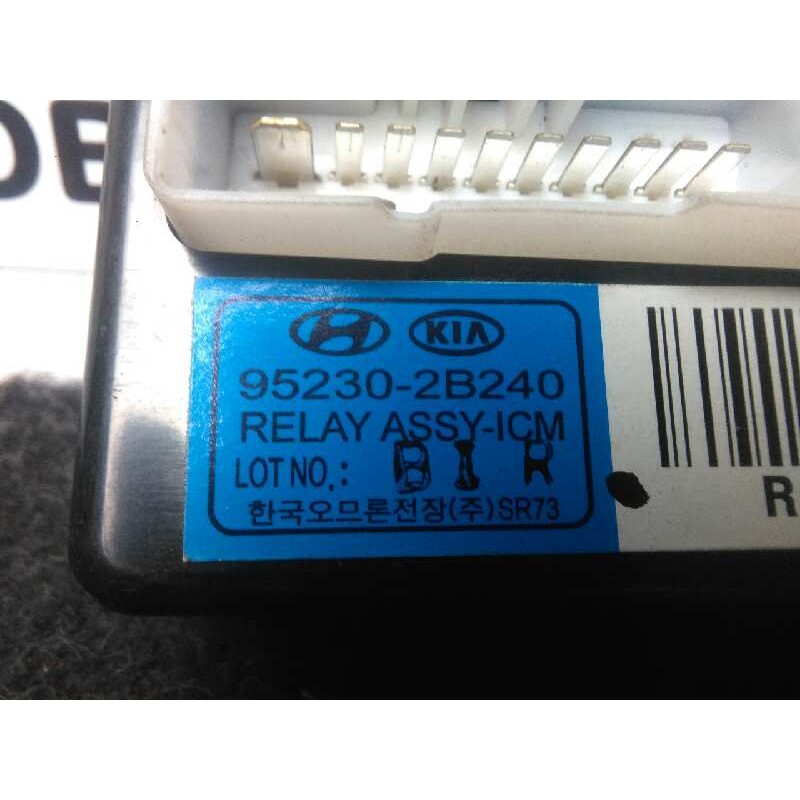 KIA
95230-2B240
RELAY ASSY-ICM
LOT NO.: B I R
한국오므론전장(주) SR73
R